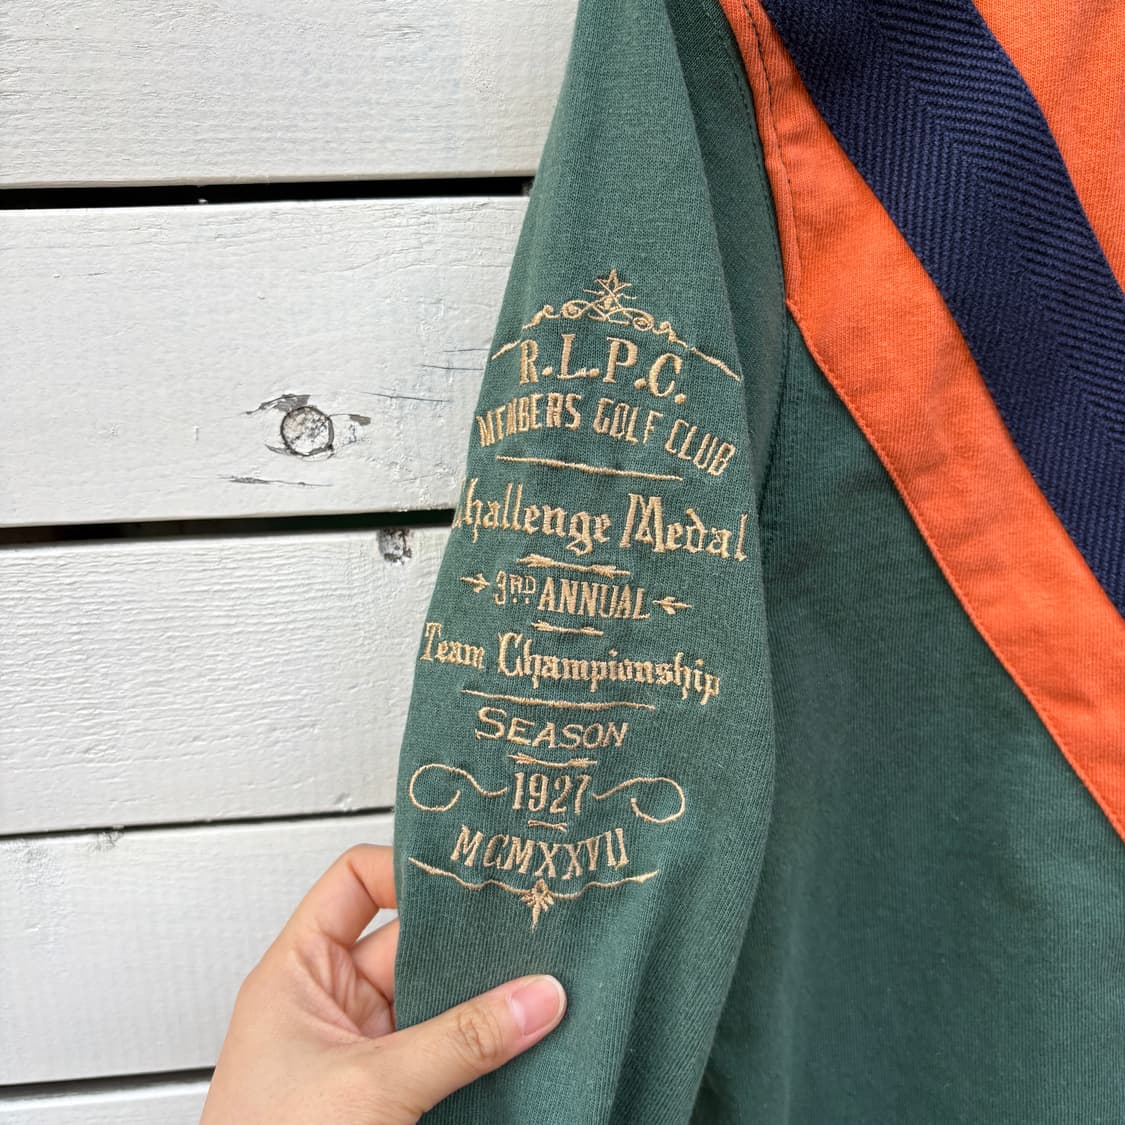 R.L.P.C.
MEMBERS GOLF CLUB
Challenge Medal
3RD ANNUAL
Team Championship
SEASON
1927
MCMXXVII